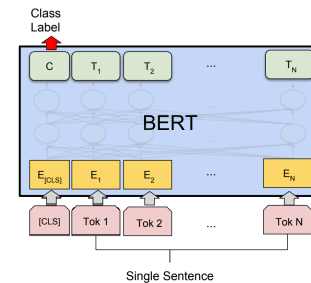 Class
Label
C T1 T2 ... TN
BERT
E[CLS] E1 E2 ... EN
[CLS] Tok 1 Tok 2 ... Tok N
Single Sentence